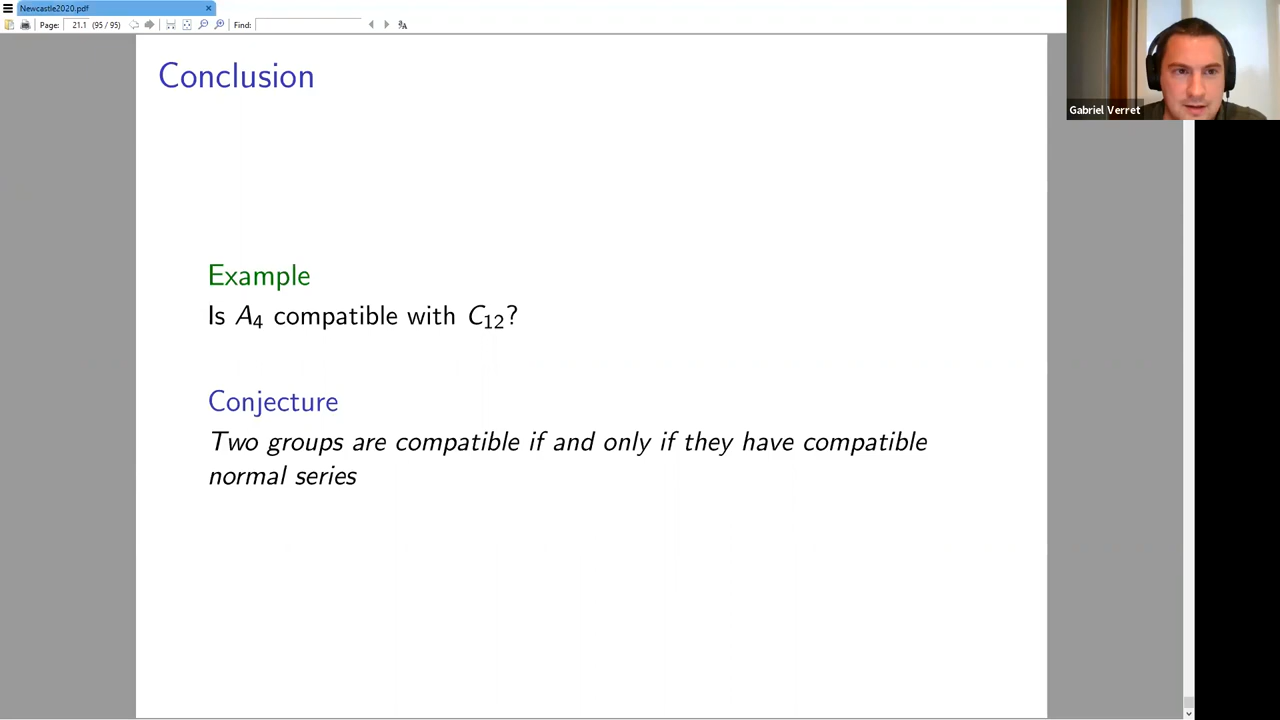 Newcastle2020.pdf
Page: 21.1 (95 / 95) Find:
Conclusion
Gabriel Verret
Example
Is A₄ compatible with C₁₂?
Conjecture
Two groups are compatible if and only if they have compatible
normal series